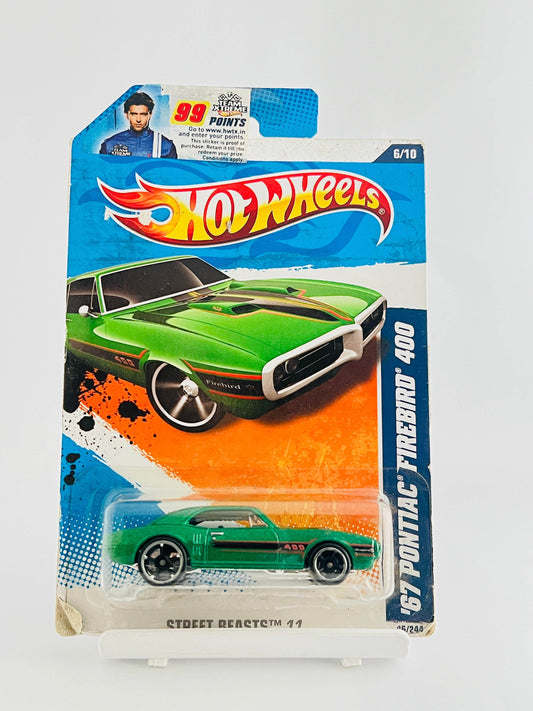 99
TEAM
XTREME
POINTS
Go to www.hwtx.in
and enter your points.
This sticker is proof of
purchase. Retain it till you
redeem your prize.
Conditions apply.
6/10
HOT WHEELS®
400
Firebird
'67 PONTIAC® FIREBIRD® 400
400
STREET BEASTS™ 11
/244